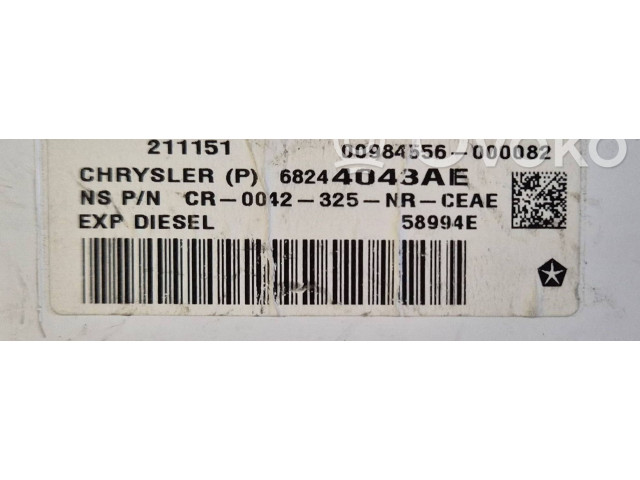 211151 00984556-000082
CHRYSLER (P) 68244043AE
NS P/N CR-0042-325-NR-CEAE
EXP DIESEL 58994E